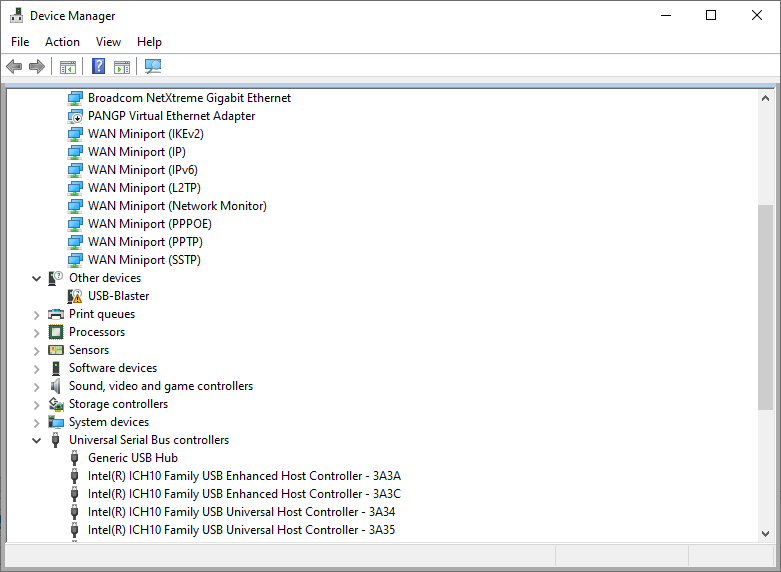 Device Manager
File Action View Help
Broadcom NetXtreme Gigabit Ethernet
PANGP Virtual Ethernet Adapter
WAN Miniport (IKEv2)
WAN Miniport (IP)
WAN Miniport (IPv6)
WAN Miniport (L2TP)
WAN Miniport (Network Monitor)
WAN Miniport (PPPOE)
WAN Miniport (PPTP)
WAN Miniport (SSTP)
Other devices
USB-Blaster
Print queues
Processors
Sensors
Software devices
Sound, video and game controllers
Storage controllers
System devices
Universal Serial Bus controllers
Generic USB Hub
Intel(R) ICH10 Family USB Enhanced Host Controller - 3A3A
Intel(R) ICH10 Family USB Enhanced Host Controller - 3A3C
Intel(R) ICH10 Family USB Universal Host Controller - 3A34
Intel(R) ICH10 Family USB Universal Host Controller - 3A35